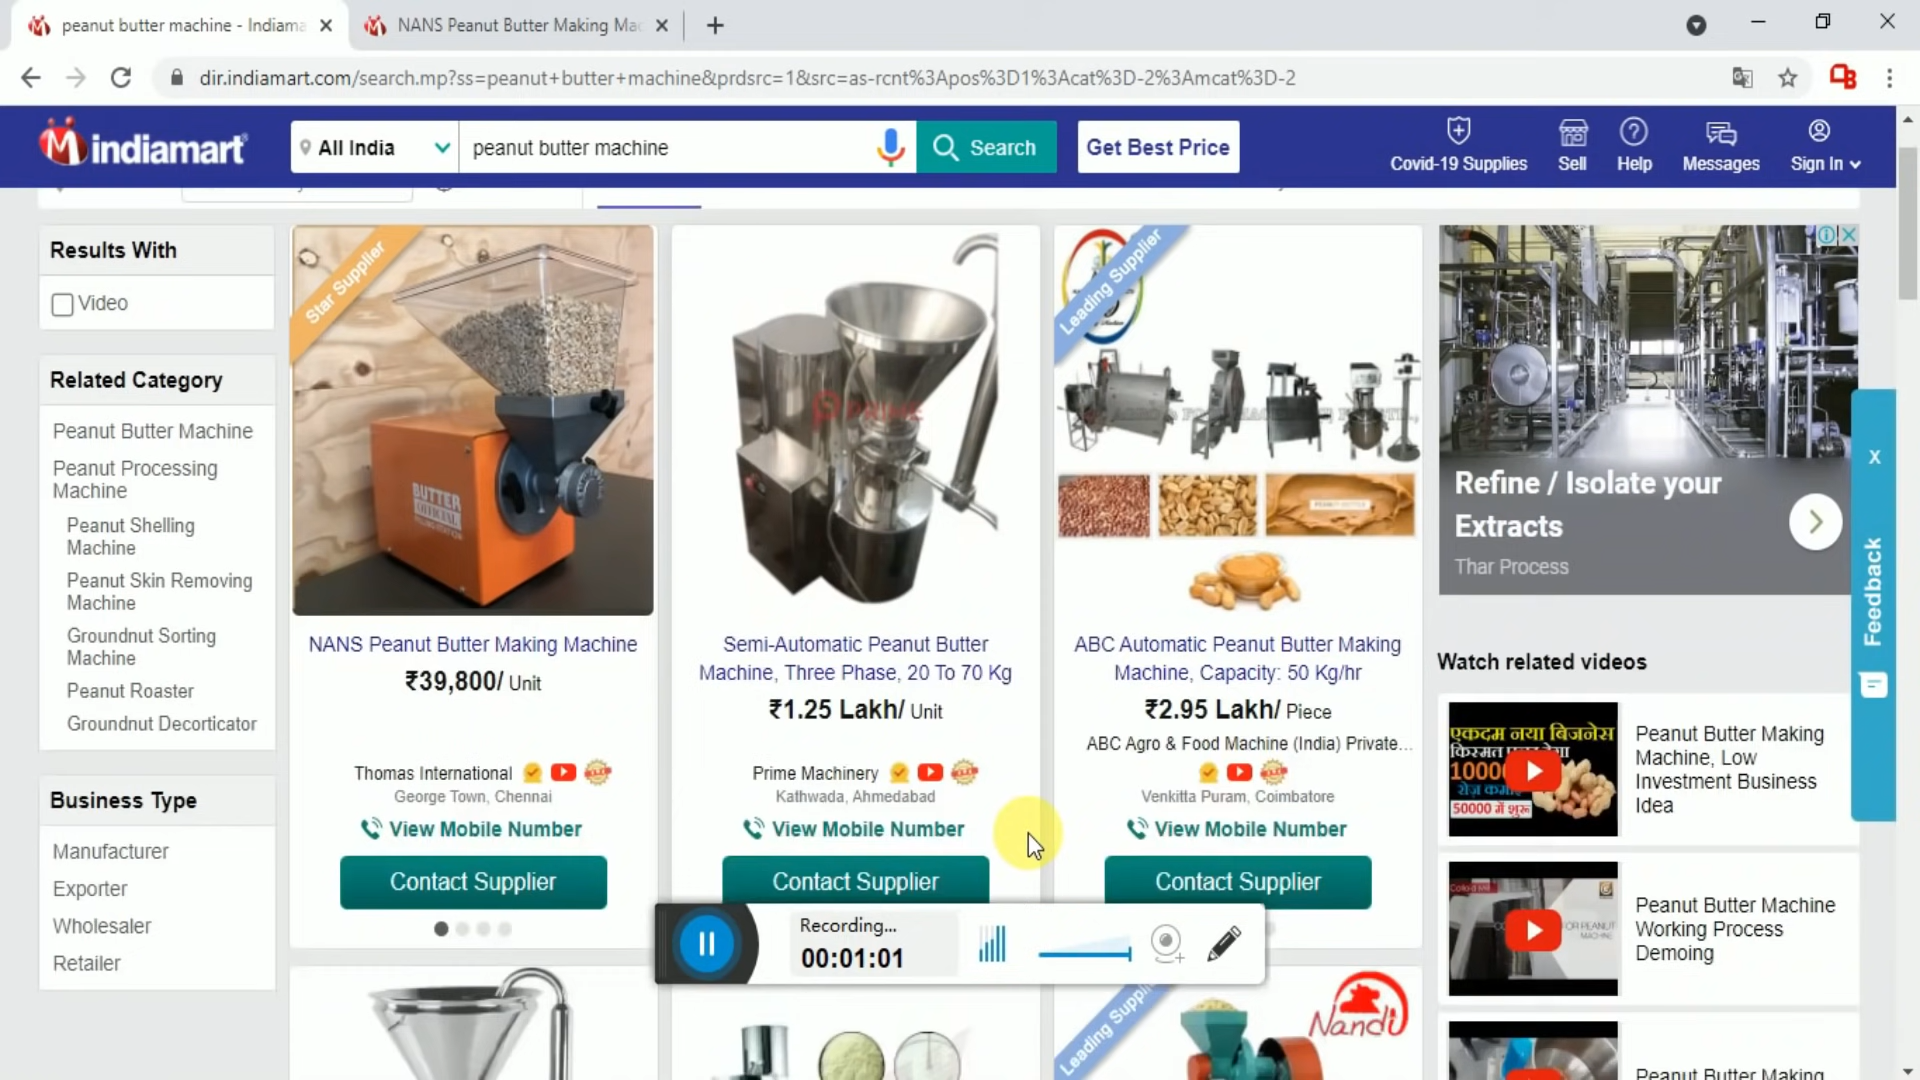 peanut butter machine - Indiama
NANS Peanut Butter Making Mac
dir.indiamart.com/search.mp?ss=peanut+butter+machine&prdsrc=1&src=as-rcnt%3Apos%3D1%3Acat%3D-2%3Amcat%3D-2
indiamart
All India
peanut butter machine
Search
Get Best Price
Covid-19 Supplies
Sell
Help
Messages
Sign In
Results With
Video
Related Category
Peanut Butter Machine
Peanut Processing
Machine
Peanut Shelling
Machine
Peanut Skin Removing
Machine
Groundnut Sorting
Machine
Peanut Roaster
Groundnut Decorticator
Business Type
Manufacturer
Exporter
Wholesaler
Retailer
Star Supplier
BUTTER
NANS Peanut Butter Making Machine
₹39,800/ Unit
Thomas International
George Town, Chennai
View Mobile Number
Contact Supplier
PRIME
Semi-Automatic Peanut Butter
Machine, Three Phase, 20 To 70 Kg
₹1.25 Lakh/ Unit
Prime Machinery
Kathwada, Ahmedabad
View Mobile Number
Contact Supplier
Leading Supplier
ABC Automatic Peanut Butter Making
Machine, Capacity: 50 Kg/hr
₹2.95 Lakh/ Piece
ABC Agro & Food Machine (India) Private...
Venkitta Puram, Coimbatore
View Mobile Number
Contact Supplier
Recording...
00:01:01
Leading Suppli
Nandi
Refine / Isolate your
Extracts
Thar Process
x
Feedback
Watch related videos
एकदम नया बिजनेस
50000 में शुरू
Peanut Butter Making
Machine, Low
Investment Business
Idea
Peanut Butter Machine
Working Process
Demoing
Peanut Butter Making